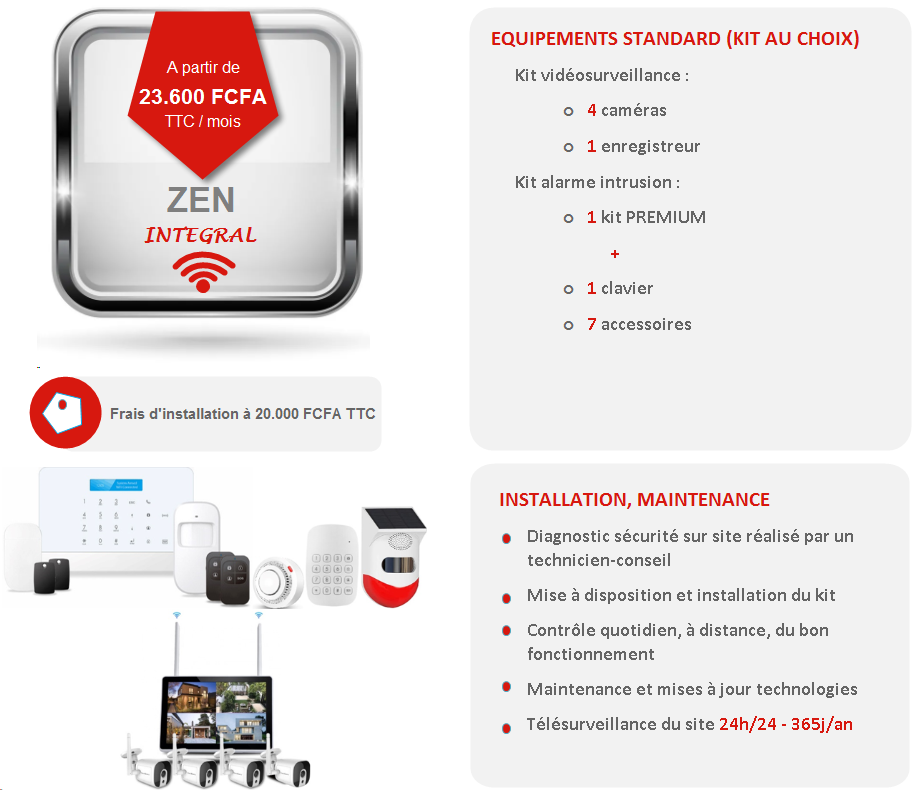 A partir de
23.600 FCFA
TTC / mois
ZEN
INTEGRAL
Frais d'installation à 20.000 FCFA TTC
EQUIPEMENTS STANDARD (KIT AU CHOIX)
Kit vidéosurveillance :
4 caméras
1 enregistreur
Kit alarme intrusion :
1 kit PREMIUM
+
1 clavier
7 accessoires
INSTALLATION, MAINTENANCE
Diagnostic sécurité sur site réalisé par un
technicien-conseil
Mise à disposition et installation du kit
Contrôle quotidien, à distance, du bon
fonctionnement
Maintenance et mises à jour technologies
Télésurveillance du site 24h/24 - 365j/an